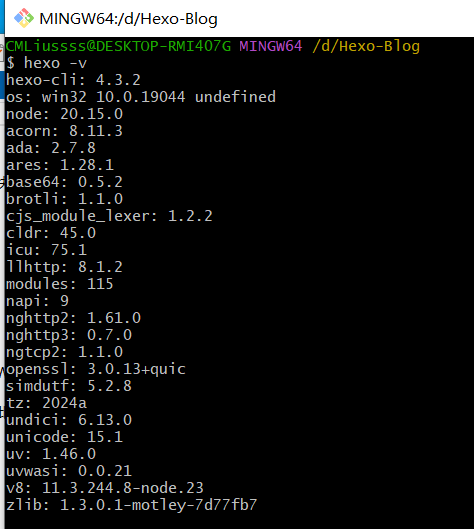 MINGW64:/d/Hexo-Blog
CMLiussss@DESKTOP-RMI4O7G MINGW64 /d/Hexo-Blog
$ hexo -v
hexo-cli: 4.3.2
os: win32 10.0.19044 undefined
node: 20.15.0
acorn: 8.11.3
ada: 2.7.8
ares: 1.28.1
base64: 0.5.2
brotli: 1.1.0
cjs_module_lexer: 1.2.2
cldr: 45.0
icu: 75.1
llhttp: 8.1.2
modules: 115
napi: 9
nghttp2: 1.61.0
nghttp3: 0.7.0
ngtcp2: 1.1.0
openssl: 3.0.13+quic
simdutf: 5.2.8
tz: 2024a
undici: 6.13.0
unicode: 15.1
uv: 1.46.0
uvwasi: 0.0.21
v8: 11.3.244.8-node.23
zlib: 1.3.0.1-motley-7d77fb7